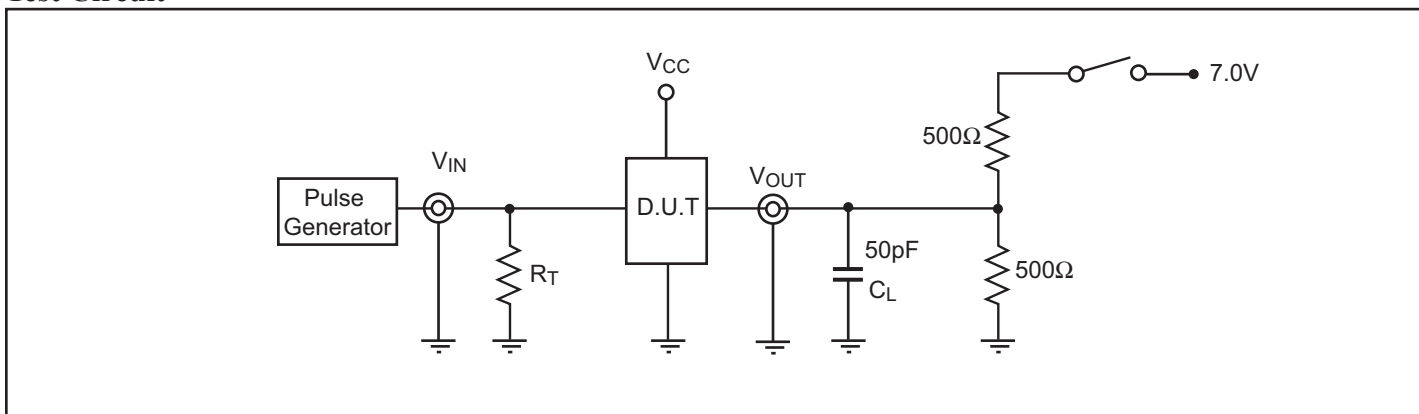 Test Circuit
VCC
7.0V
500Ω
VIN
VOUT
Pulse
Generator
D.U.T
50pF
CL
RT
500Ω